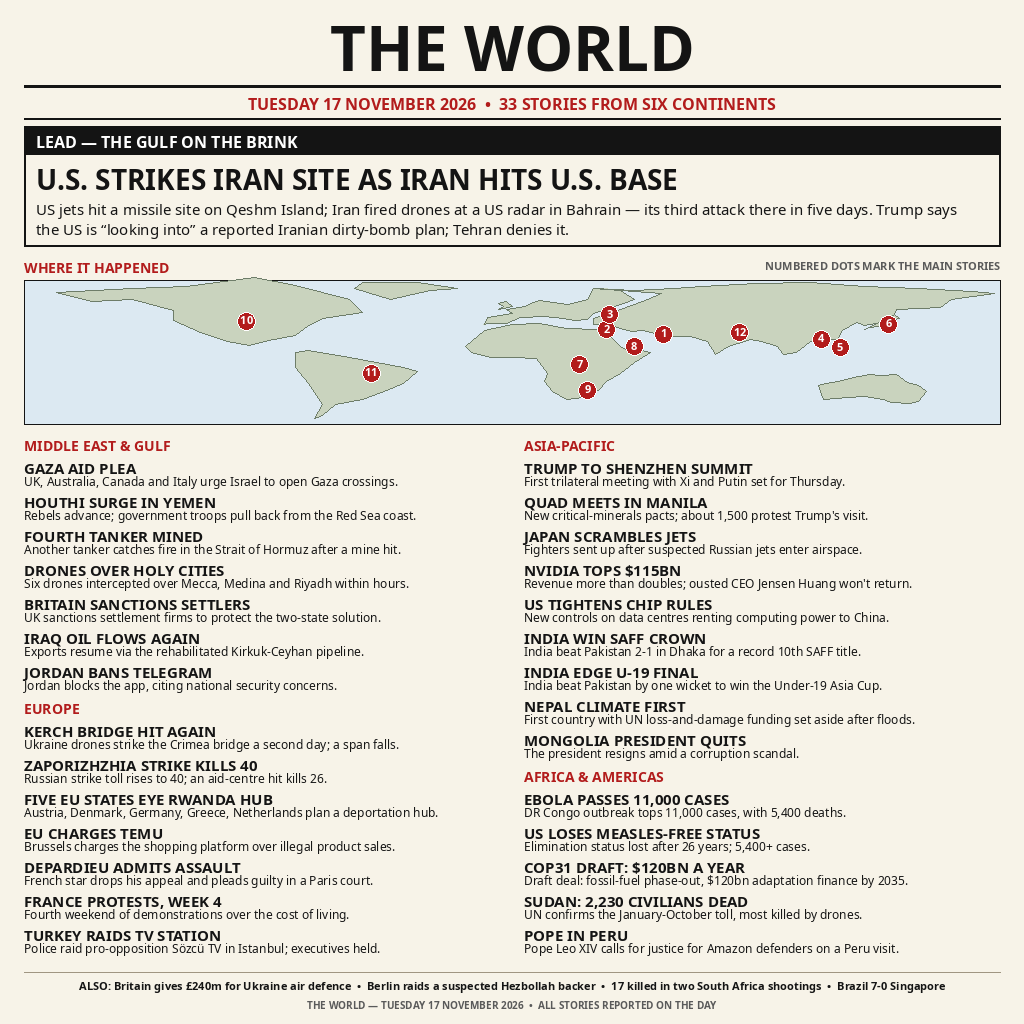 THE WORLD
TUESDAY 17 NOVEMBER 2026 • 33 STORIES FROM SIX CONTINENTS
LEAD — THE GULF ON THE BRINK
U.S. STRIKES IRAN SITE AS IRAN HITS U.S. BASE
US jets hit a missile site on Qeshm Island; Iran fired drones at a US radar in Bahrain — its third attack there in five days. Trump says
the US is “looking into” a reported Iranian dirty-bomb plan; Tehran denies it.
WHERE IT HAPPENED
NUMBERED DOTS MARK THE MAIN STORIES
10
3
2
1
12
6
4
5
8
7
11
9
MIDDLE EAST & GULF
GAZA AID PLEA
UK, Australia, Canada and Italy urge Israel to open Gaza crossings.
HOUTHI SURGE IN YEMEN
Rebels advance; government troops pull back from the Red Sea coast.
FOURTH TANKER MINED
Another tanker catches fire in the Strait of Hormuz after a mine hit.
DRONES OVER HOLY CITIES
Six drones intercepted over Mecca, Medina and Riyadh within hours.
BRITAIN SANCTIONS SETTLERS
UK sanctions settlement firms to protect the two-state solution.
IRAQ OIL FLOWS AGAIN
Exports resume via the rehabilitated Kirkuk-Ceyhan pipeline.
JORDAN BANS TELEGRAM
Jordan blocks the app, citing national security concerns.
EUROPE
KERCH BRIDGE HIT AGAIN
Ukraine drones strike the Crimea bridge a second day; a span falls.
ZAPORIZHZHIA STRIKE KILLS 40
Russian strike toll rises to 40; an aid-centre hit kills 26.
FIVE EU STATES EYE RWANDA HUB
Austria, Denmark, Germany, Greece, Netherlands plan a deportation hub.
EU CHARGES TEMU
Brussels charges the shopping platform over illegal product sales.
DEPARDIEU ADMITS ASSAULT
French star drops his appeal and pleads guilty in a Paris court.
FRANCE PROTESTS, WEEK 4
Fourth weekend of demonstrations over the cost of living.
TURKEY RAIDS TV STATION
Police raid pro-opposition Sözcü TV in Istanbul; executives held.
ASIA-PACIFIC
TRUMP TO SHENZHEN SUMMIT
First trilateral meeting with Xi and Putin set for Thursday.
QUAD MEETS IN MANILA
New critical-minerals pacts; about 1,500 protest Trump's visit.
JAPAN SCRAMBLES JETS
Fighters sent up after suspected Russian jets enter airspace.
NVIDIA TOPS $115BN
Revenue more than doubles; ousted CEO Jensen Huang won't return.
US TIGHTENS CHIP RULES
New controls on data centres renting computing power to China.
INDIA WIN SAFF CROWN
India beat Pakistan 2-1 in Dhaka for a record 10th SAFF title.
INDIA EDGE U-19 FINAL
India beat Pakistan by one wicket to win the Under-19 Asia Cup.
NEPAL CLIMATE FIRST
First country with UN loss-and-damage funding set aside after floods.
MONGOLIA PRESIDENT QUITS
The president resigns amid a corruption scandal.
AFRICA & AMERICAS
EBOLA PASSES 11,000 CASES
DR Congo outbreak tops 11,000 cases, with 5,400 deaths.
US LOSES MEASLES-FREE STATUS
Elimination status lost after 26 years; 5,400+ cases.
COP31 DRAFT: $120BN A YEAR
Draft deal: fossil-fuel phase-out, $120bn adaptation finance by 2035.
SUDAN: 2,230 CIVILIANS DEAD
UN confirms the January-October toll, most killed by drones.
POPE IN PERU
Pope Leo XIV calls for justice for Amazon defenders on a Peru visit.
ALSO: Britain gives £240m for Ukraine air defence • Berlin raids a suspected Hezbollah backer • 17 killed in two South Africa shootings • Brazil 7-0 Singapore
THE WORLD — TUESDAY 17 NOVEMBER 2026 • ALL STORIES REPORTED ON THE DAY